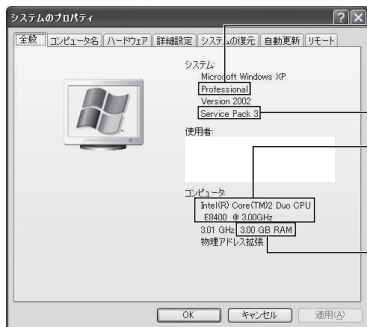 システムのプロパティ
全般 コンピュータ名 ハードウェア 詳細設定 システムの復元 自動更新 リモート
システム:
Microsoft Windows XP
Professional
Version 2002
Service Pack 3
使用者:
コンピュータ:
Intel(R) Core(TM)2 Duo CPU
E8400 @ 3.00GHz
3.01 GHz, 3.00 GB RAM
物理アドレス拡張
OK キャンセル 適用(A)